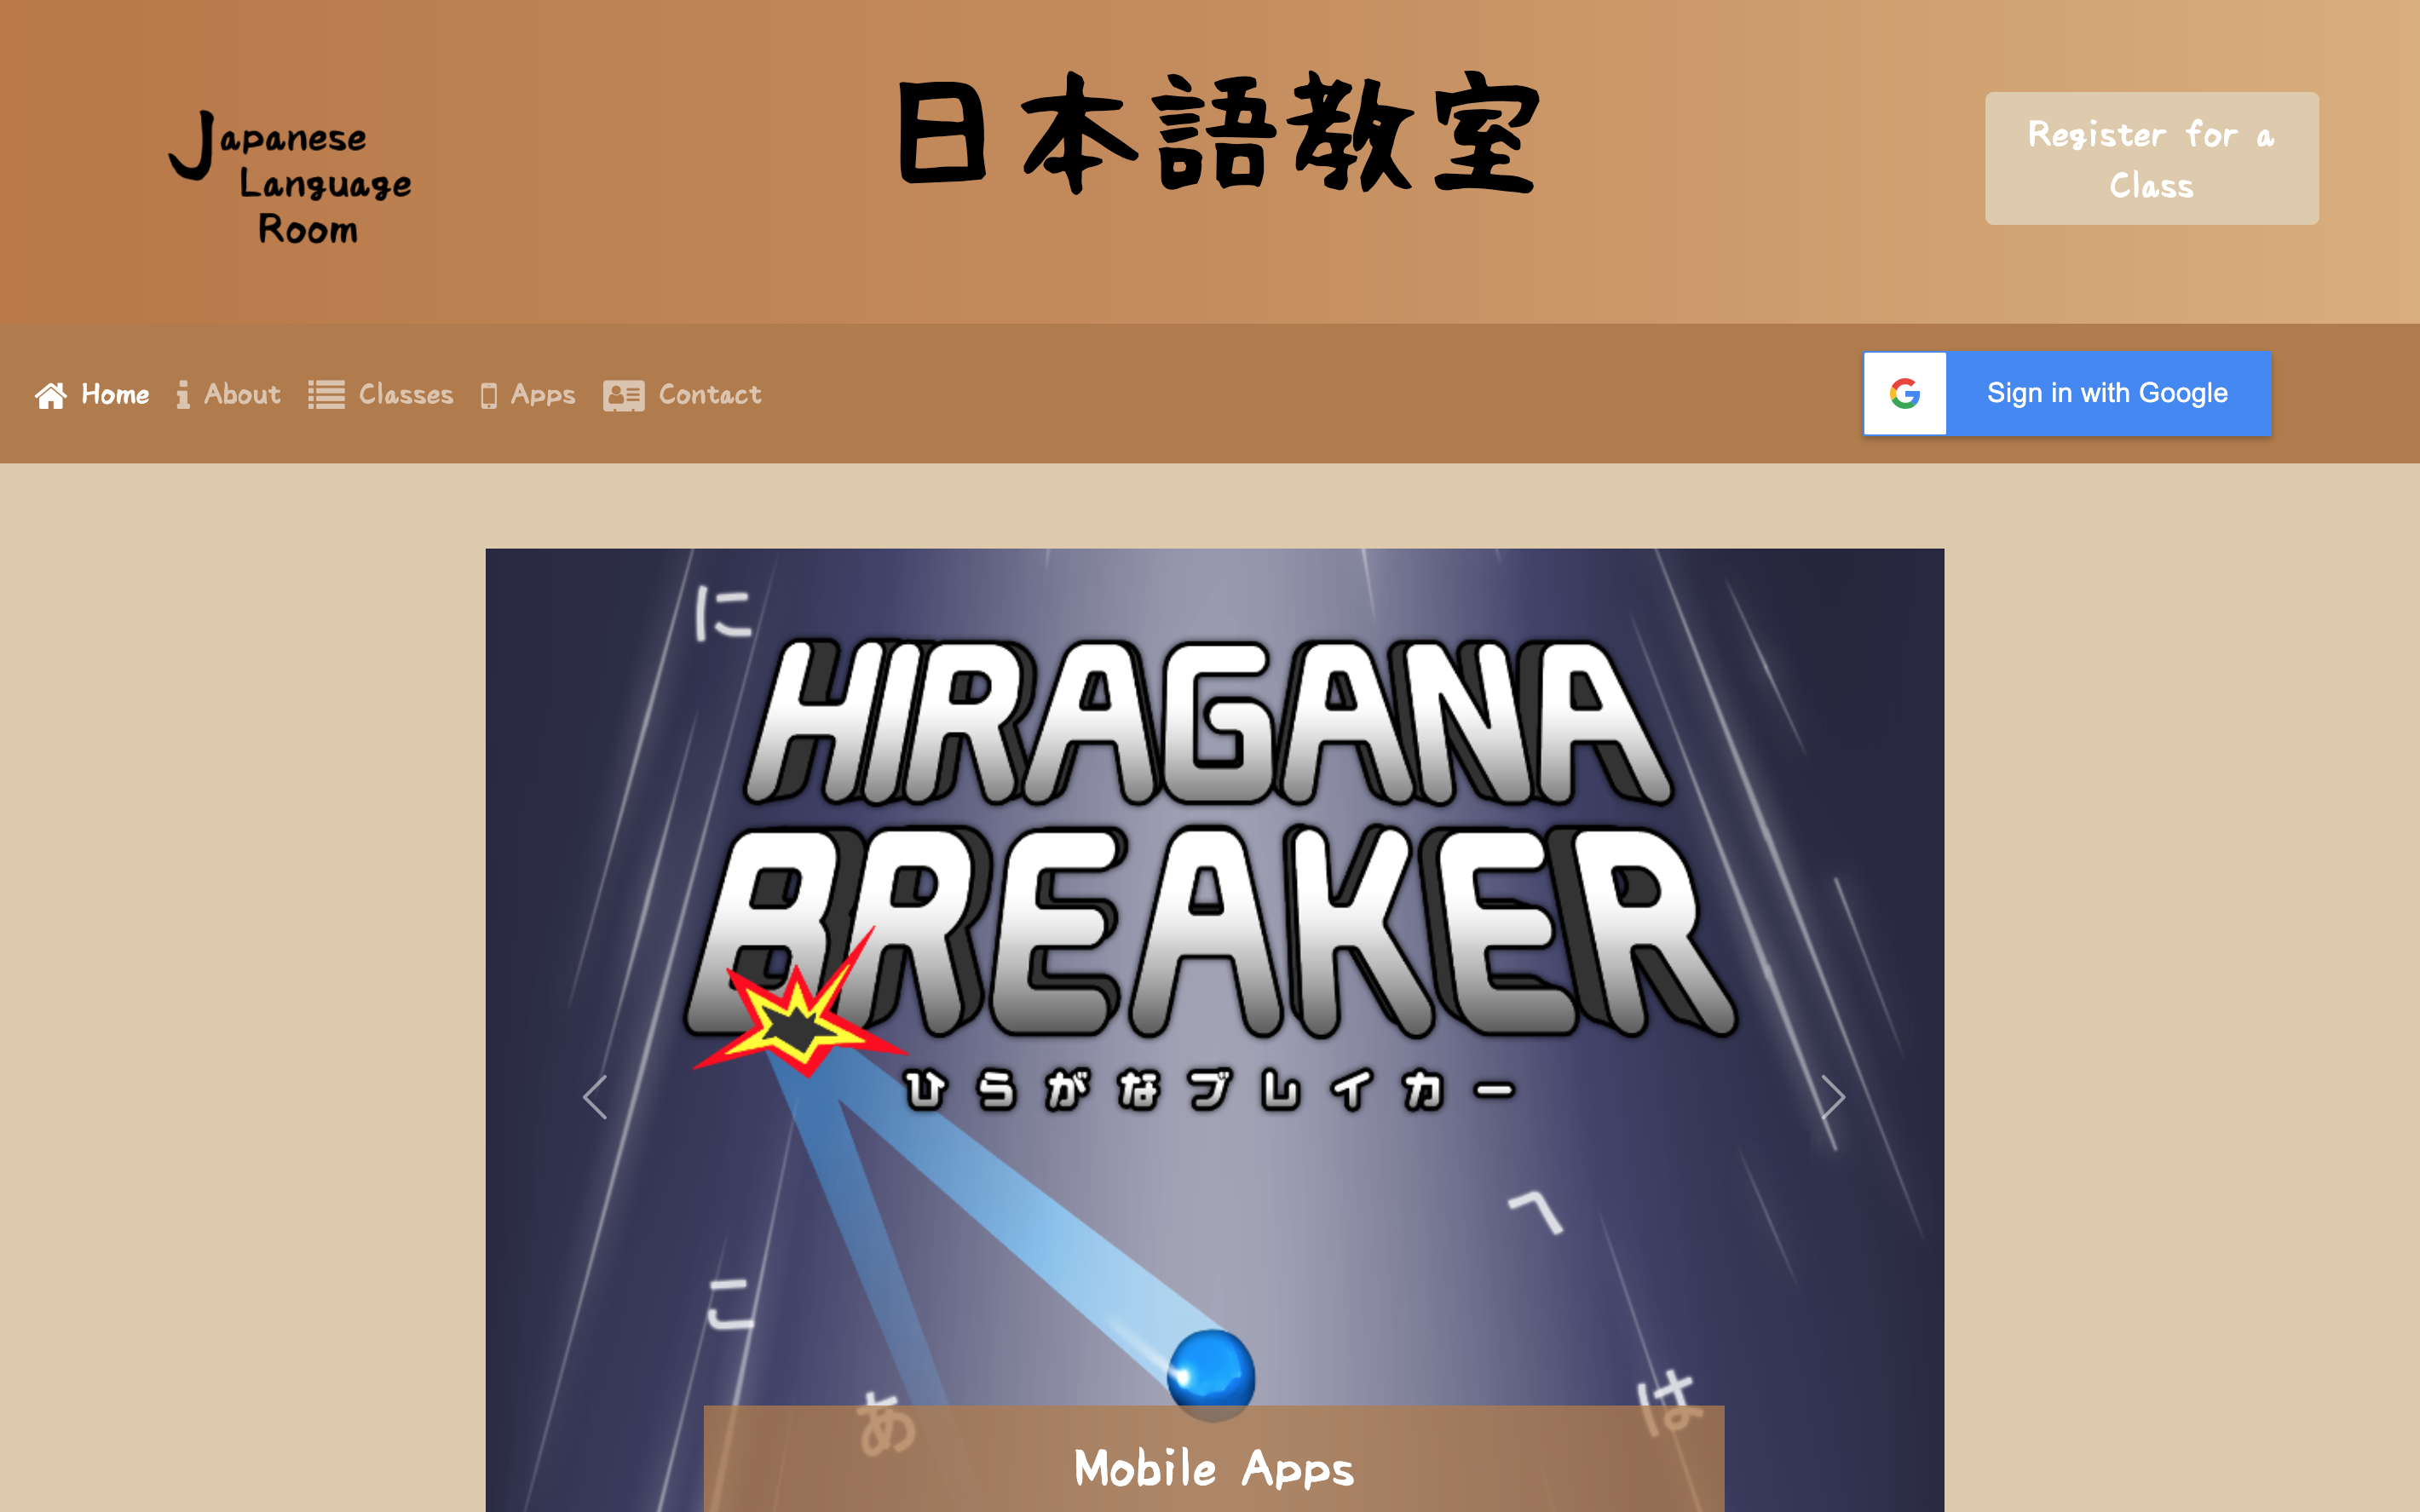 Japanese
Language
Room
日本語教室
Register for a
Class
Home
About
Classes
Apps
Contact
G
Sign in with Google
に
HIRAGANA
BREAKER
ひらがなブレイカー
へ
こ
あ
は
Mobile Apps